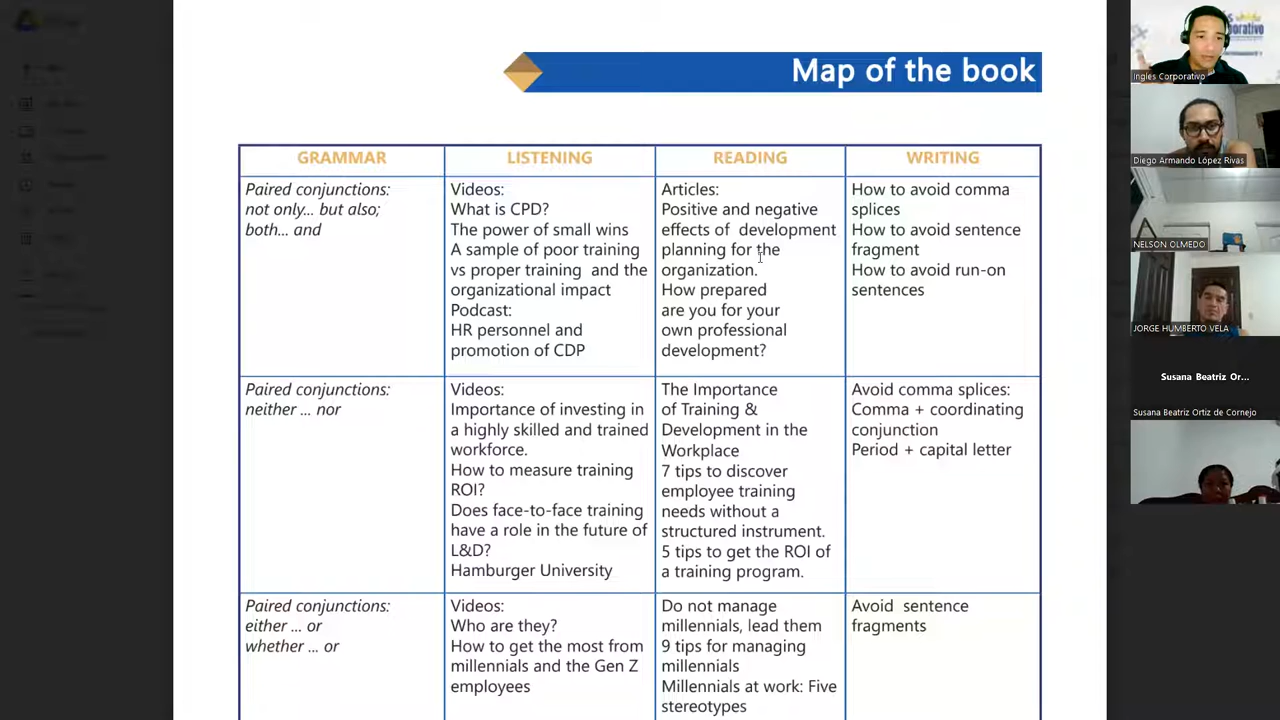 Map of the book
GRAMMAR
LISTENING
READING
WRITING
Paired conjunctions:
not only... but also;
both... and
Videos:
What is CPD?
The power of small wins
A sample of poor training
vs proper training and the
organizational impact
Podcast:
HR personnel and
promotion of CDP
Articles:
Positive and negative
effects of development
planning for the
organization.
How prepared
are you for your
own professional
development?
How to avoid comma
splices
How to avoid sentence
fragment
How to avoid run-on
sentences
Paired conjunctions:
neither ... nor
Videos:
Importance of investing in
a highly skilled and trained
workforce.
How to measure training
ROI?
Does face-to-face training
have a role in the future of
L&D?
Hamburger University
The Importance
of Training &
Development in the
Workplace
7 tips to discover
employee training
needs without a
structured instrument.
5 tips to get the ROI of
a training program.
Avoid comma splices:
Comma + coordinating
conjunction
Period + capital letter
Paired conjunctions:
either ... or
whether ... or
Videos:
Who are they?
How to get the most from
millennials and the Gen Z
employees
Do not manage
millennials, lead them
9 tips for managing
millennials
Millennials at work: Five
stereotypes
Avoid sentence
fragments
Ingles Corporativo
Diego Armando López Rivas
NELSON OLMEDO
JORGE HUMBERTO VELA
Susana Beatriz Or...
Susana Beatriz Ortiz de Cornejo